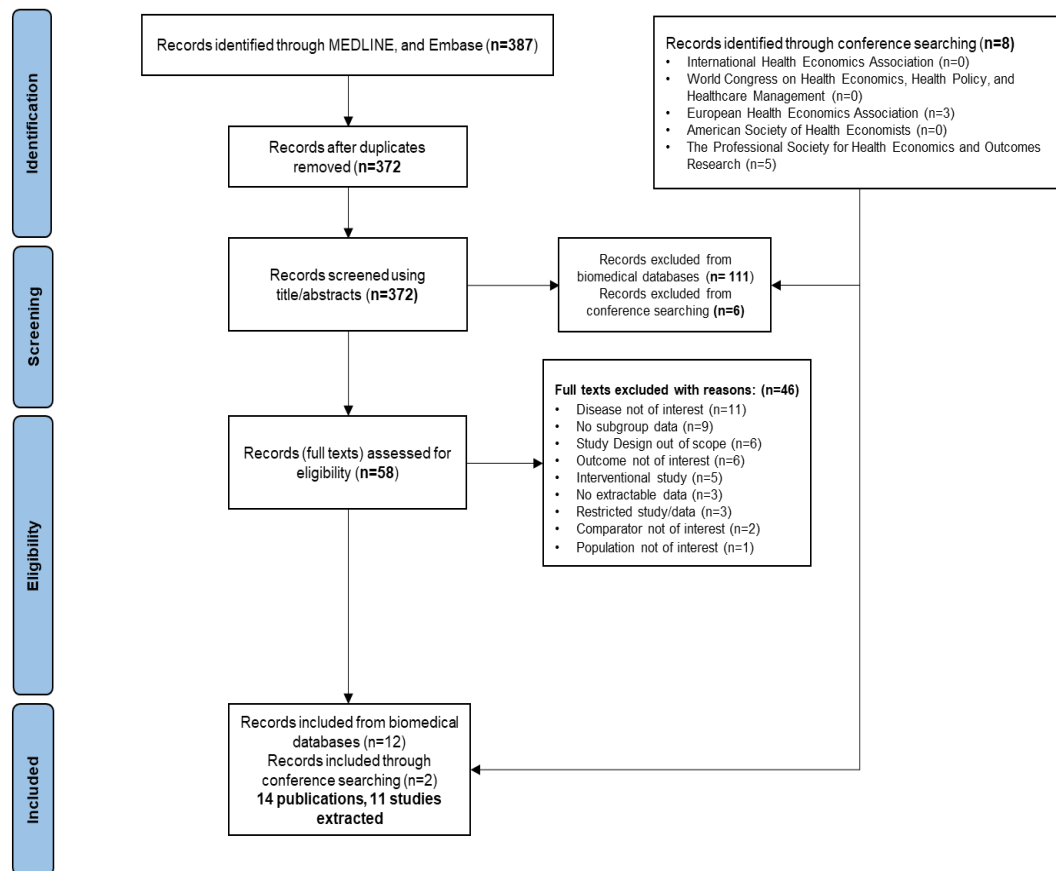 Identification
Records identified through MEDLINE, and Embase (n=387)
Records identified through conference searching (n=8)
• International Health Economics Association (n=0)
• World Congress on Health Economics, Health Policy, and
Healthcare Management (n=0)
• European Health Economics Association (n=3)
• American Society of Health Economists (n=0)
• The Professional Society for Health Economics and Outcomes
Research (n=5)
Records after duplicates
removed (n=372
Screening
Records screened using
title/abstracts (n=372)
Records excluded from
biomedical databases (n= 111)
Records excluded from
conference searching (n=6)
Eligibility
Records (full texts) assessed for
eligibility (n=58)
Full texts excluded with reasons: (n=46)
• Disease not of interest (n=11)
• No subgroup data (n=9)
• Study Design out of scope (n=6)
• Outcome not of interest (n=6)
• Interventional study (n=5)
• No extractable data (n=3)
• Restricted study/data (n=3)
• Comparator not of interest (n=2)
• Population not of interest (n=1)
Included
Records included from biomedical
databases (n=12)
Records included through
conference searching (n=2)
14 publications, 11 studies
extracted